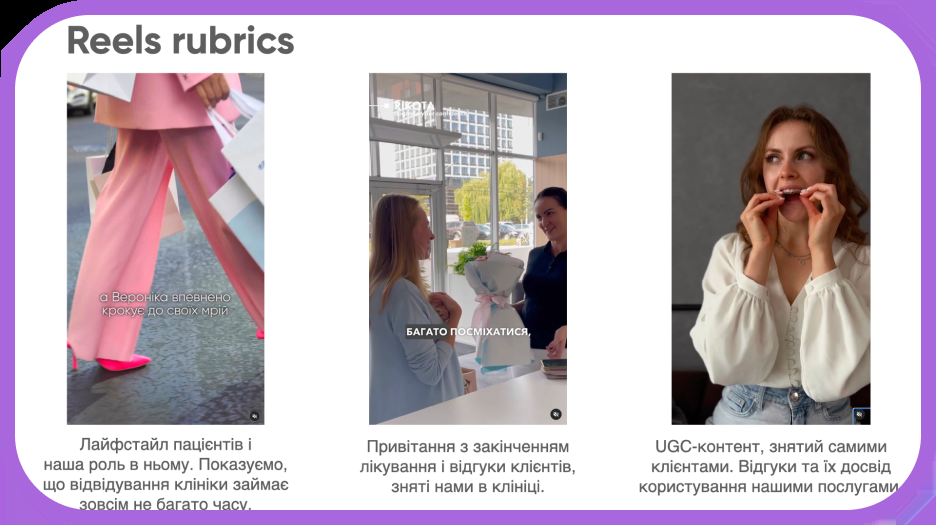 Reels rubrics
РІКОТА
а Вероніка впевнено
крокує до своїх мрій
БАГАТО ПОСМІХАТИСЯ,
Лайфстайл пацієнтів і
наша роль в ньому. Показуємо,
що відвідування клініки займає
зовсім не багато часу.
Привітання з закінченням
лікування і відгуки клієнтів,
зняті нами в клініці.
UGC-контент, знятий самими
клієнтами. Відгуки та їх досвід
користування нашими послугами